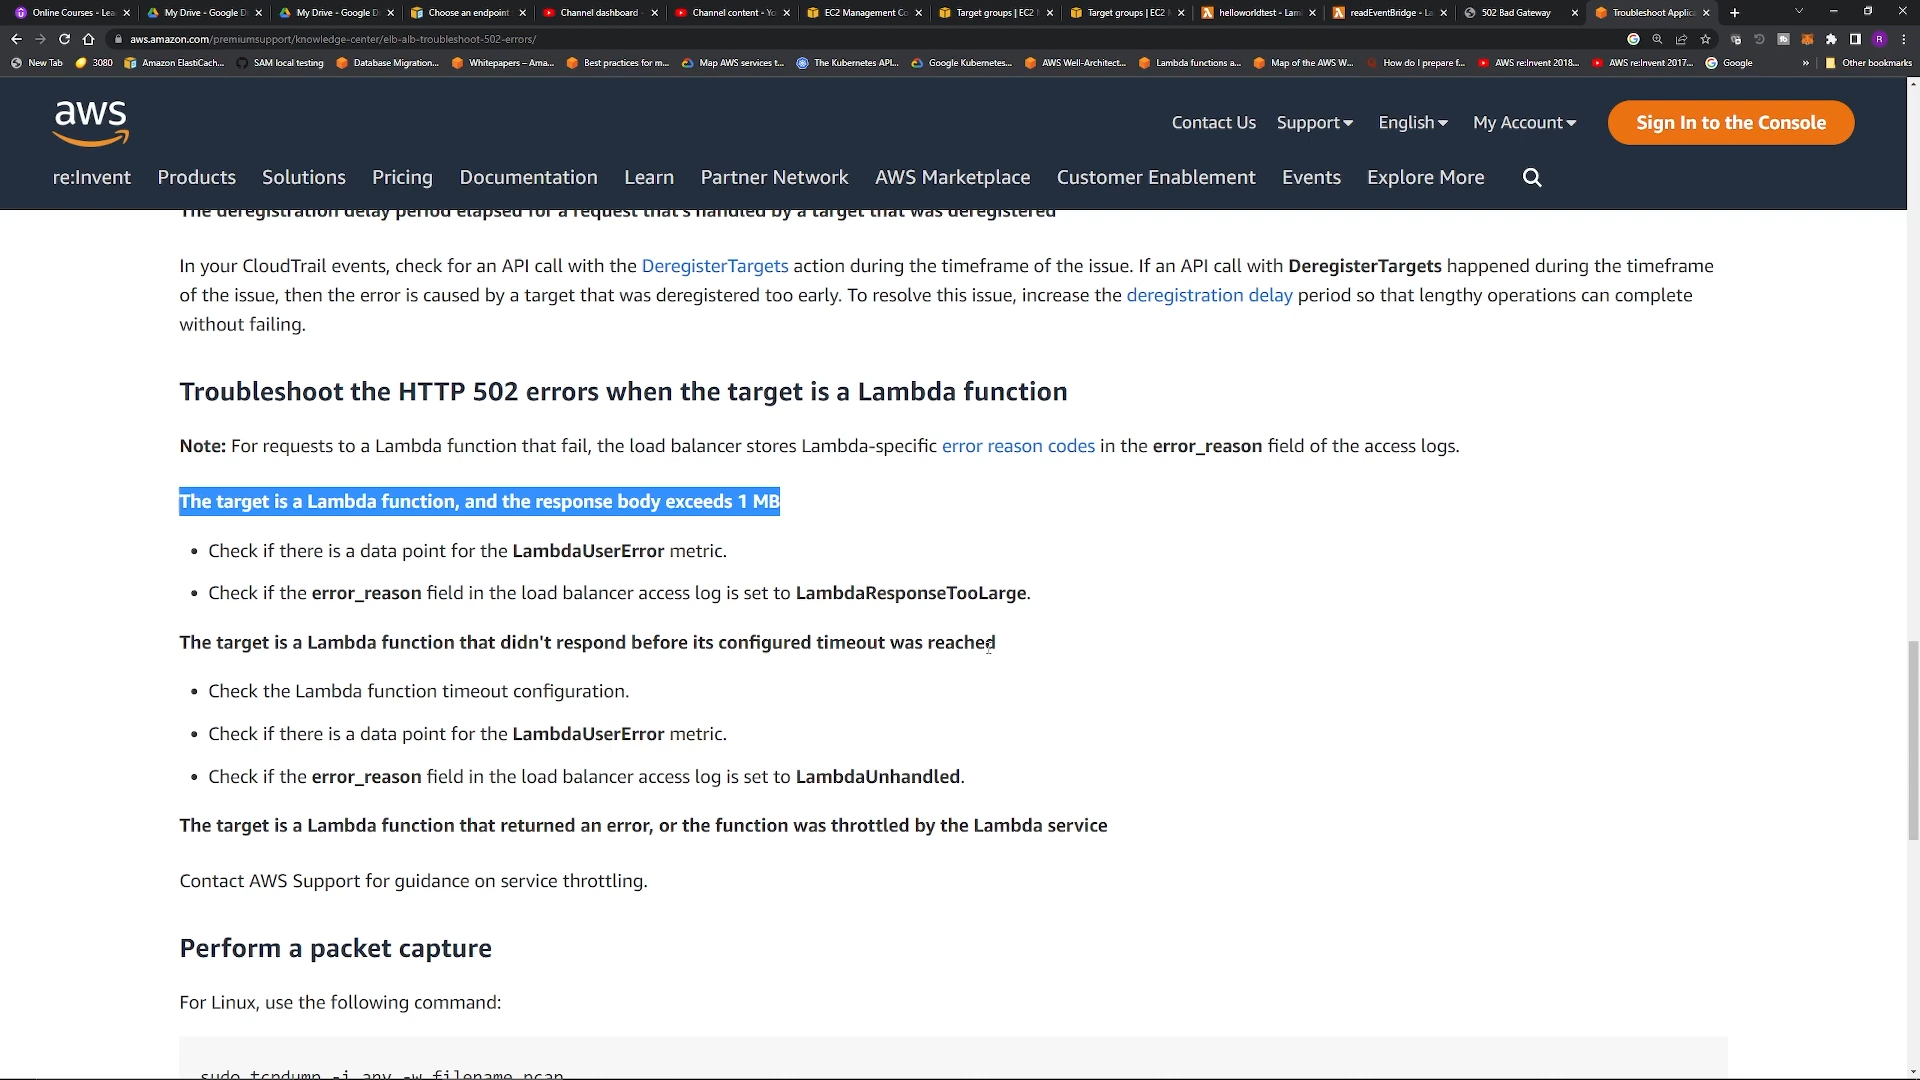 Online Courses - Lea
My Drive - Google D
My Drive - Google D
Choose an endpoint
Channel dashboard
Channel content - Yo
EC2 Management Co
Target groups | EC2
Target groups | EC2
helloworldtest - Lam
readEventBridge - La
502 Bad Gateway
Troubleshoot Applic
aws.amazon.com/premiumsupport/knowledge-center/elb-alb-troubleshoot-502-errors/
New Tab
3080
Amazon ElastiCach...
SAM local testing
Database Migration...
Whitepapers – Ama...
Best practices for m...
Map AWS services t...
The Kubernetes API...
Google Kubernetes...
AWS Well-Architect...
Lambda functions a...
Map of the AWS W...
How do I prepare f...
AWS re:Invent 2018...
AWS re:Invent 2017...
Google
»
Other bookmarks
aws
Contact Us
Support
English
My Account
Sign In to the Console
re:Invent
Products
Solutions
Pricing
Documentation
Learn
Partner Network
AWS Marketplace
Customer Enablement
Events
Explore More
The deregistration delay period elapsed for a request that's handled by a target that was deregistered
In your CloudTrail events, check for an API call with the DeregisterTargets action during the timeframe of the issue. If an API call with DeregisterTargets happened during the timeframe
of the issue, then the error is caused by a target that was deregistered too early. To resolve this issue, increase the deregistration delay period so that lengthy operations can complete
without failing.
Troubleshoot the HTTP 502 errors when the target is a Lambda function
Note: For requests to a Lambda function that fail, the load balancer stores Lambda-specific error reason codes in the error_reason field of the access logs.
The target is a Lambda function, and the response body exceeds 1 MB
• Check if there is a data point for the LambdaUserError metric.
• Check if the error_reason field in the load balancer access log is set to LambdaResponseTooLarge.
The target is a Lambda function that didn't respond before its configured timeout was reached
• Check the Lambda function timeout configuration.
• Check if there is a data point for the LambdaUserError metric.
• Check if the error_reason field in the load balancer access log is set to LambdaUnhandled.
The target is a Lambda function that returned an error, or the function was throttled by the Lambda service
Contact AWS Support for guidance on service throttling.
Perform a packet capture
For Linux, use the following command:
sudo tcpdump -i any -w filename.pcap